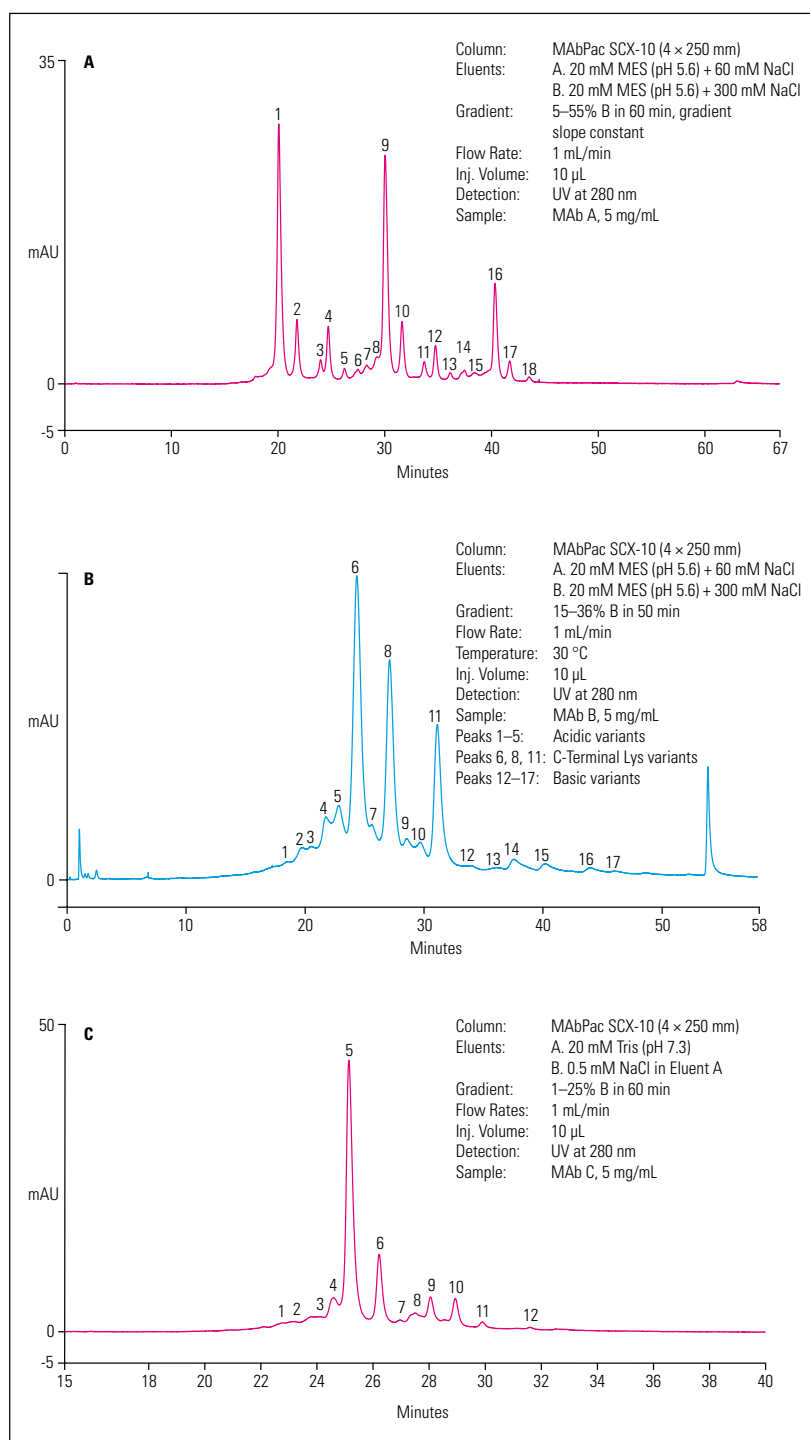 A
Column: MAbPac SCX-10 (4 × 250 mm)
Eluents: A. 20 mM MES (pH 5.6) + 60 mM NaCl
B. 20 mM MES (pH 5.6) + 300 mM NaCl
Gradient: 5–55% B in 60 min, gradient
slope constant
Flow Rate: 1 mL/min
Inj. Volume: 10 µL
Detection: UV at 280 nm
Sample: MAb A, 5 mg/mL
35
mAU
0
-5
1
2
3
4
5
6
7
8
9
10
11
12
13
14
15
16
17
18
0 10 20 30 40 50 60 67
Minutes
B
Column: MAbPac SCX-10 (4 × 250 mm)
Eluents: A. 20 mM MES (pH 5.6) + 60 mM NaCl
B. 20 mM MES (pH 5.6) + 300 mM NaCl
Gradient: 15–36% B in 50 min
Flow Rate: 1 mL/min
Temperature: 30 °C
Inj. Volume: 10 µL
Detection: UV at 280 nm
Sample: MAb B, 5 mg/mL
Peaks 1–5: Acidic variants
Peaks 6, 8, 11: C-Terminal Lys variants
Peaks 12–17: Basic variants
mAU
0
1
2
3
4
5
6
7
8
9
10
11
12
13
14
15
16
17
0 10 20 30 40 50 58
Minutes
C
Column: MAbPac SCX-10 (4 × 250 mm)
Eluents: A. 20 mM Tris (pH 7.3)
B. 0.5 mM NaCl in Eluent A
Gradient: 1–25% B in 60 min
Flow Rates: 1 mL/min
Inj. Volume: 10 µL
Detection: UV at 280 nm
Sample: MAb C, 5 mg/mL
50
mAU
0
-5
1
2
3
4
5
6
7
8
9
10
11
12
15 16 18 20 22 24 26 28 30 32 34 36 38 40
Minutes